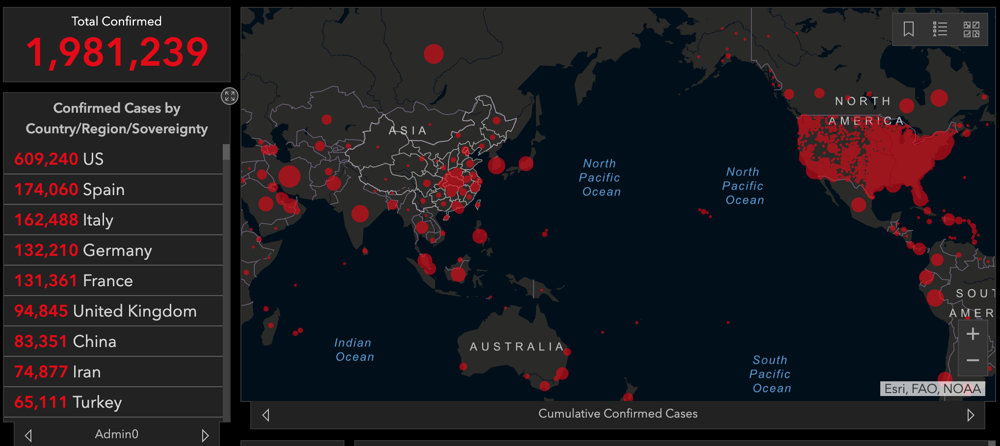 Total Confirmed
1,981,239
Confirmed Cases by
Country/Region/Sovereignty
609,240 US
174,060 Spain
162,488 Italy
132,210 Germany
131,361 France
94,845 United Kingdom
83,351 China
74,877 Iran
65,111 Turkey
Admin0
NORTH
AMERICA
ASIA
North
Pacific
Ocean
North
Pacific
Ocean
SOUT
AMER
Indian
Ocean
AUSTRALIA
South
Pacific
Ocean
+
−
Esri, FAO, NOAA
Cumulative Confirmed Cases